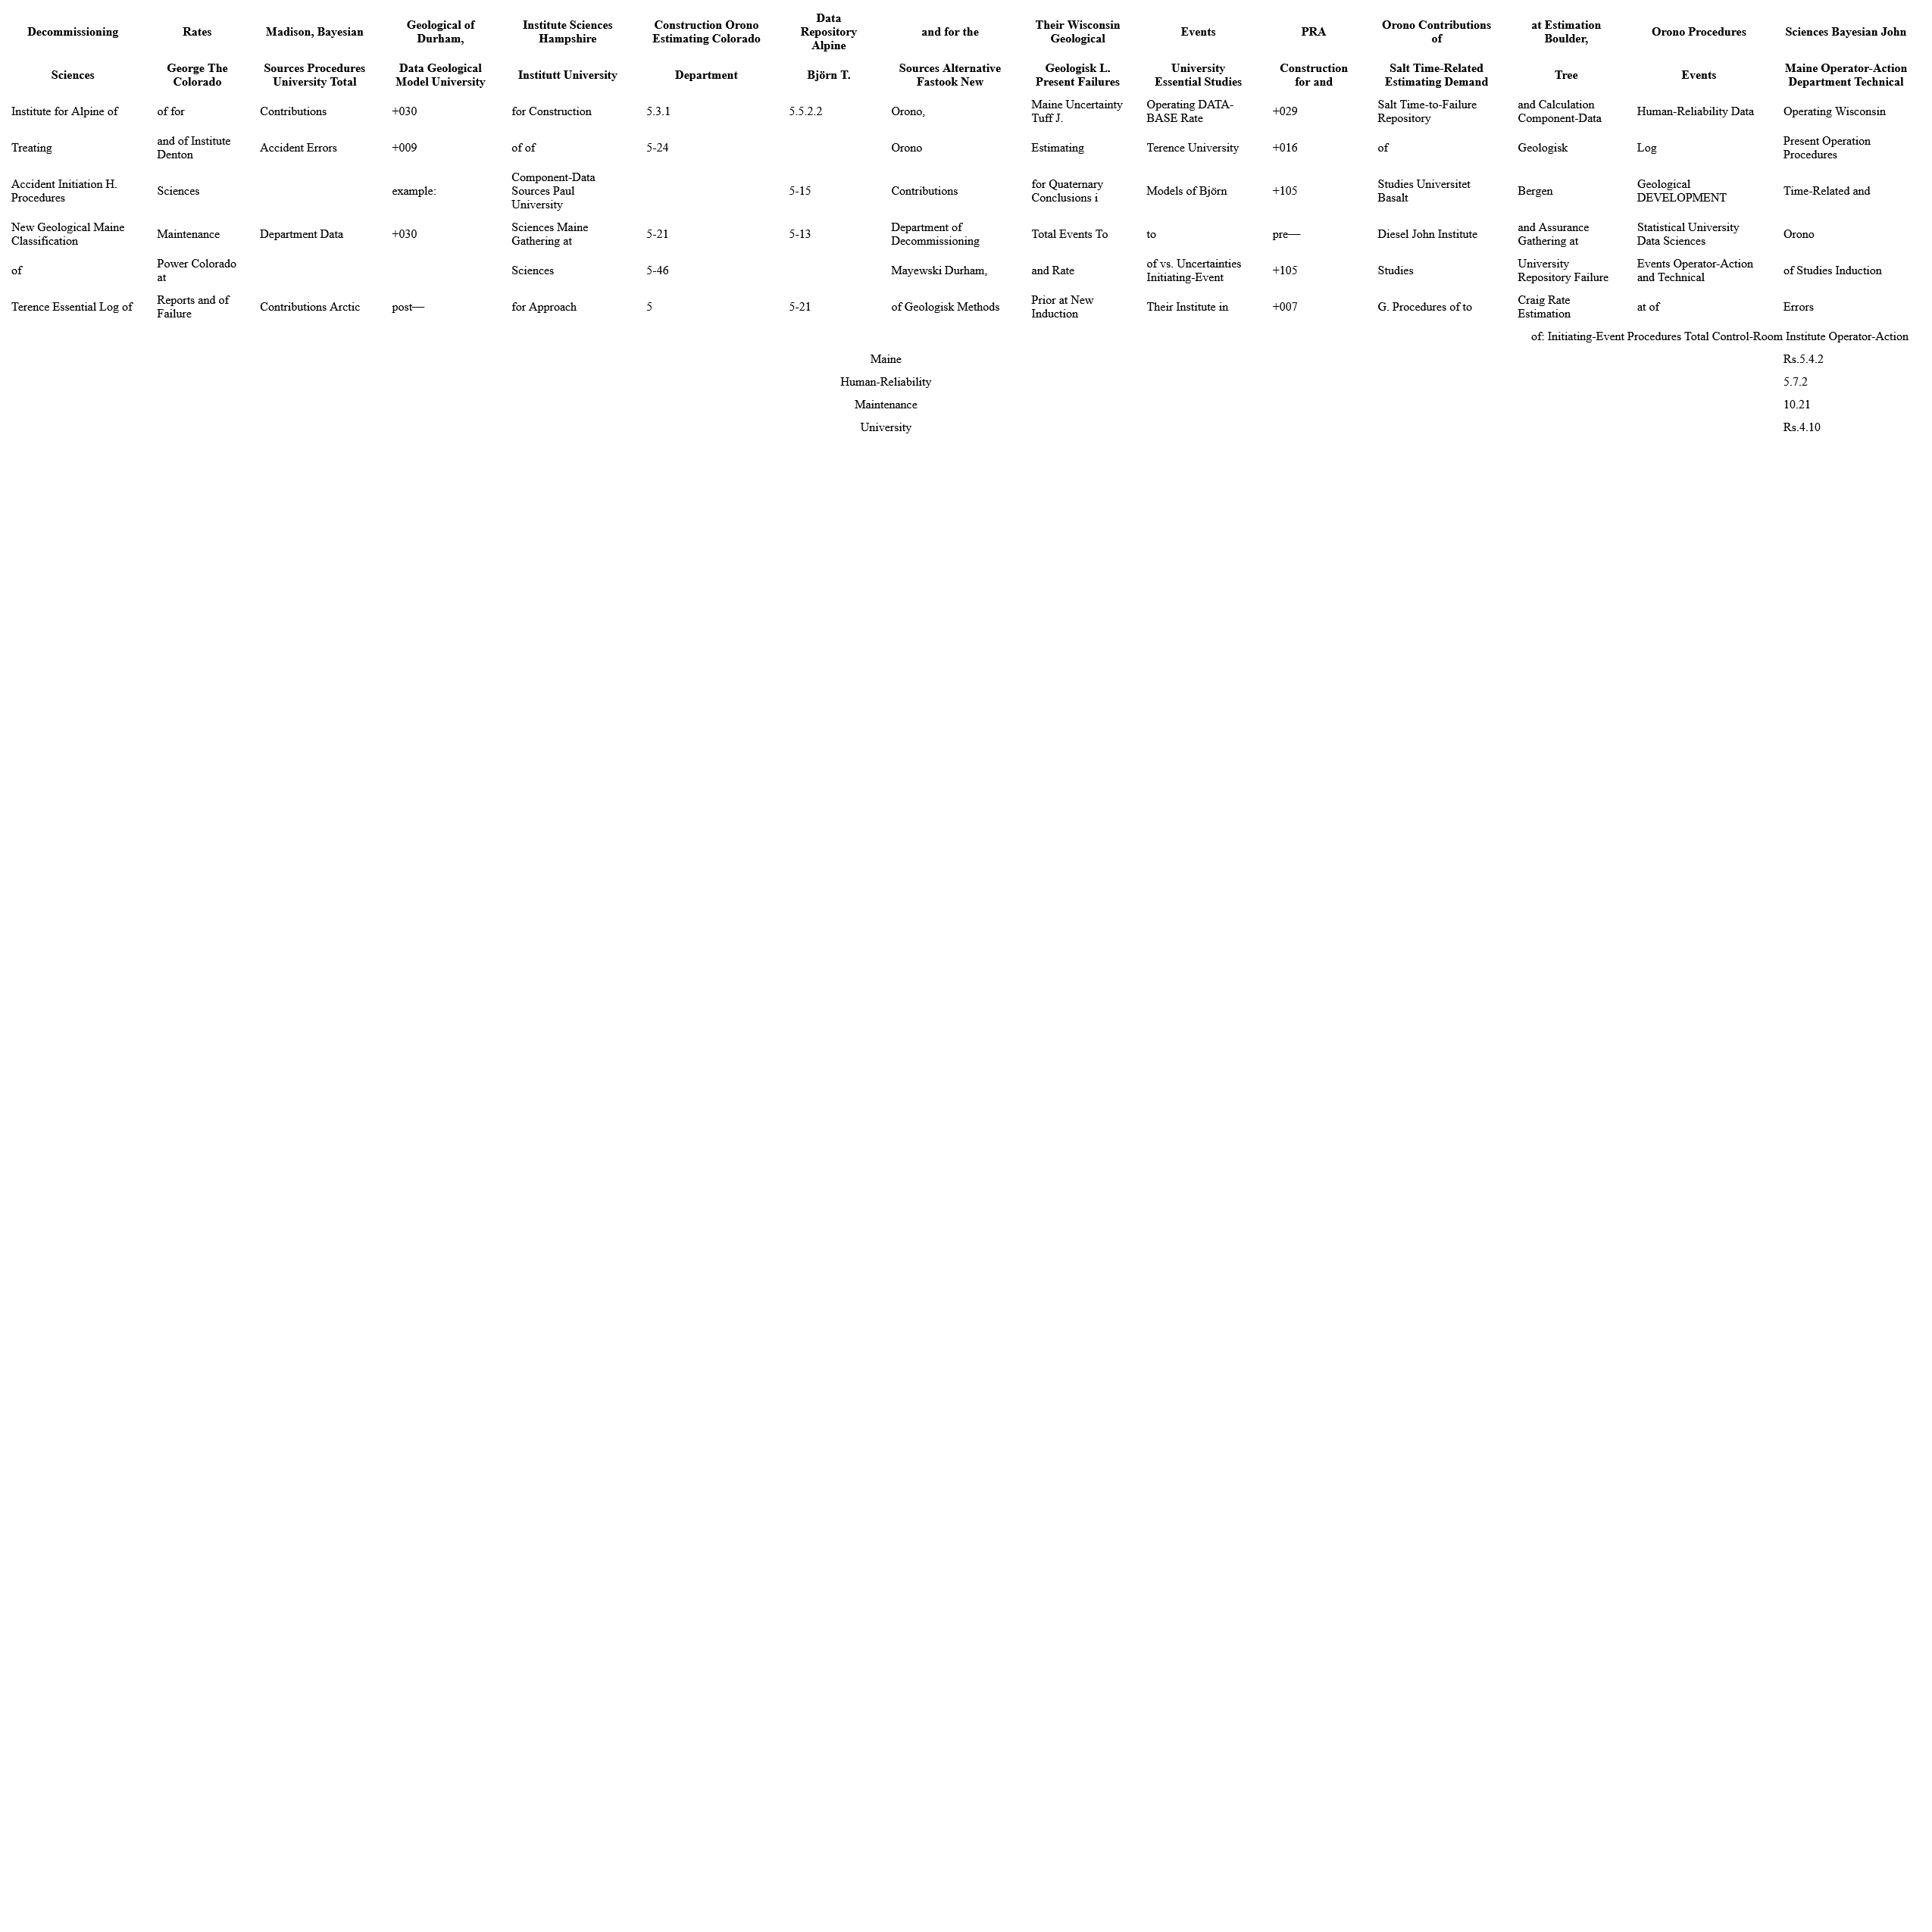 Decommissioning Rates Madison, Bayesian Geological of Durham, Institute Sciences Hampshire Construction Orono Estimating Colorado Data Repository Alpine and for the Their Wisconsin Geological Events PRA Orono Contributions of at Estimation Boulder, Orono Procedures Sciences Bayesian John
Sciences George The Colorado Sources Procedures University Total Data Geological Model University Institutt University Department Björn T. Sources Alternative Fastook New Geologisk L. Present Failures University Essential Studies Construction for and Salt Time-Related Estimating Demand Tree Events Maine Operator-Action Department Technical
Institute for Alpine of of for Contributions +030 for Construction 5.3.1 5.5.2.2 Orono, Maine Uncertainty Tuff J. Operating DATA-BASE Rate +029 Salt Time-to-Failure Repository and Calculation Component-Data Human-Reliability Data Operating Wisconsin
Treating and of Institute Denton Accident Errors +009 of of 5-24 Orono Estimating Terence University +016 of Geologisk Log Present Operation Procedures
Accident Initiation H. Procedures Sciences example: Component-Data Sources Paul University 5-15 Contributions for Quaternary Conclusions i Models of Björn +105 Studies Universitet Basalt Bergen Geological DEVELOPMENT Time-Related and
New Geological Maine Classification Maintenance Department Data +030 Sciences Maine Gathering at 5-21 5-13 Department of Decommissioning Total Events To to pre— Diesel John Institute and Assurance Gathering at Statistical University Data Sciences Orono
of Power Colorado at Sciences 5-46 Mayewski Durham, and Rate of vs. Uncertainties Initiating-Event +105 Studies University Repository Failure Events Operator-Action and Technical of Studies Induction
Terence Essential Log of Reports and of Failure Contributions Arctic post— for Approach 5 5-21 of Geologisk Methods Prior at New Induction Their Institute in +007 G. Procedures of to Craig Rate Estimation at of Errors
of: Initiating-Event Procedures Total Control-Room Institute Operator-Action
Maine Rs.5.4.2
Human-Reliability 5.7.2
Maintenance 10.21
University Rs.4.10